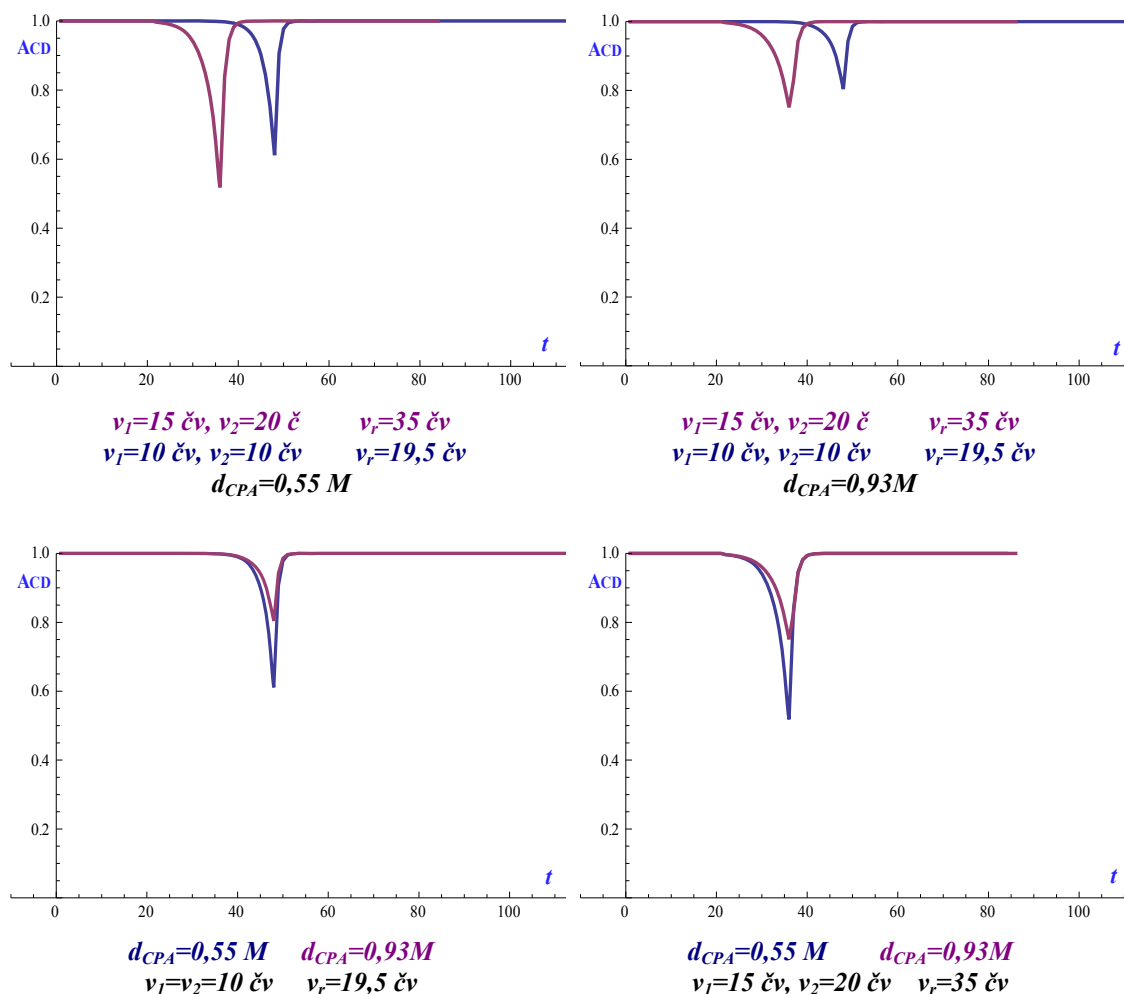 1.0
ACD
0.8
0.6
0.4
0.2
t
0 20 40 60 80 100
v1=15 čv, v2=20 č vr=35 čv
v1=10 čv, v2=10 čv vr=19,5 čv
dCPA=0,55 M
1.0
ACD
0.8
0.6
0.4
0.2
t
0 20 40 60 80 100
v1=15 čv, v2=20 č vr=35 čv
v1=10 čv, v2=10 čv vr=19,5 čv
dCPA=0,93M
1.0
ACD
0.8
0.6
0.4
0.2
t
0 20 40 60 80 100
dCPA=0,55 M dCPA=0,93M
v1=v2=10 čv vr=19,5 čv
1.0
ACD
0.8
0.6
0.4
0.2
t
0 20 40 60 80 100
dCPA=0,55 M dCPA=0,93M
v1=15 čv, v2=20 čv vr=35 čv